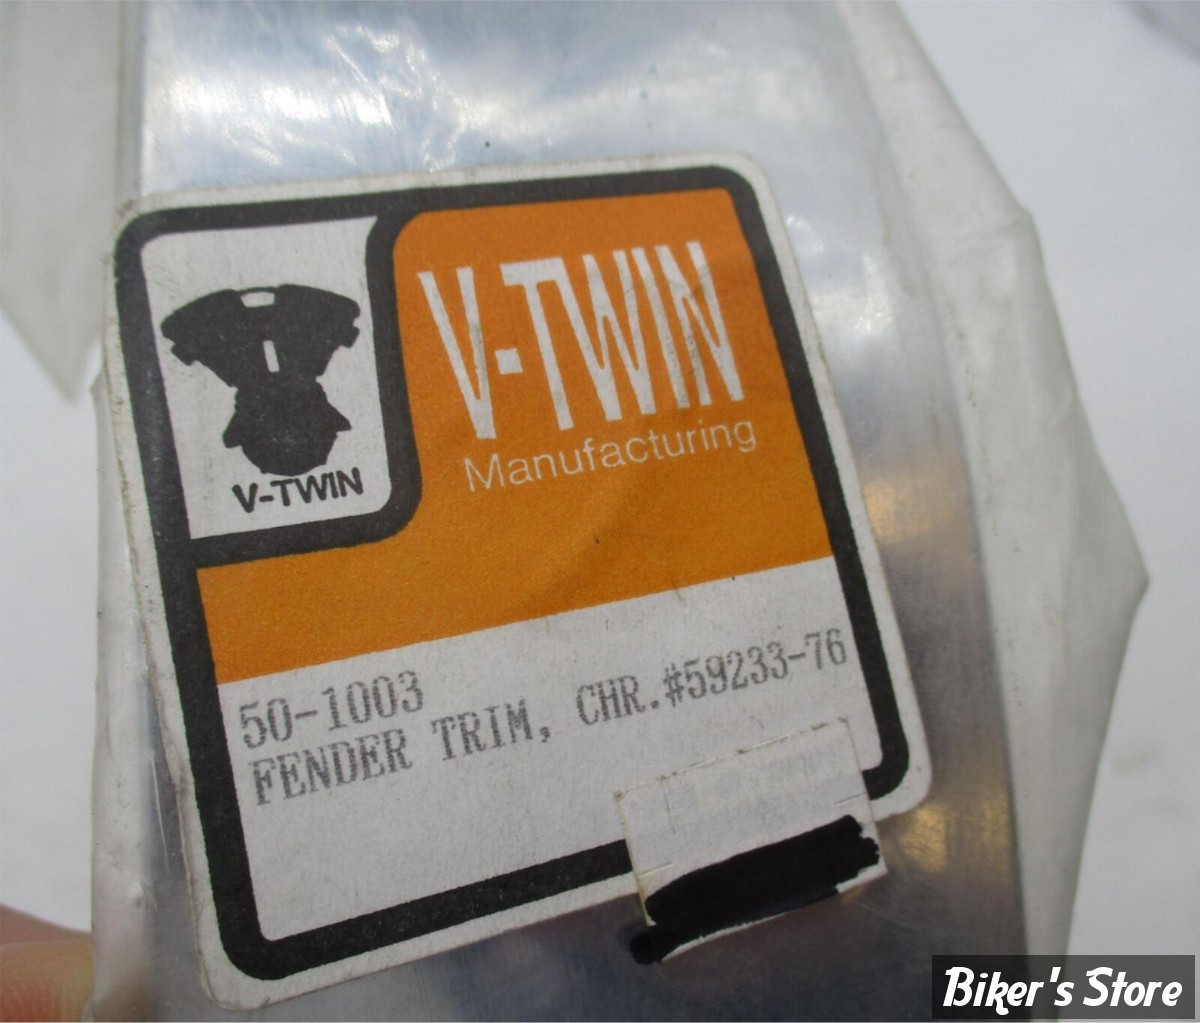 V-TWIN
V-TWIN
Manufacturing
50-1003
FENDER TRIM, CHR.#59233-76
Biker's Store